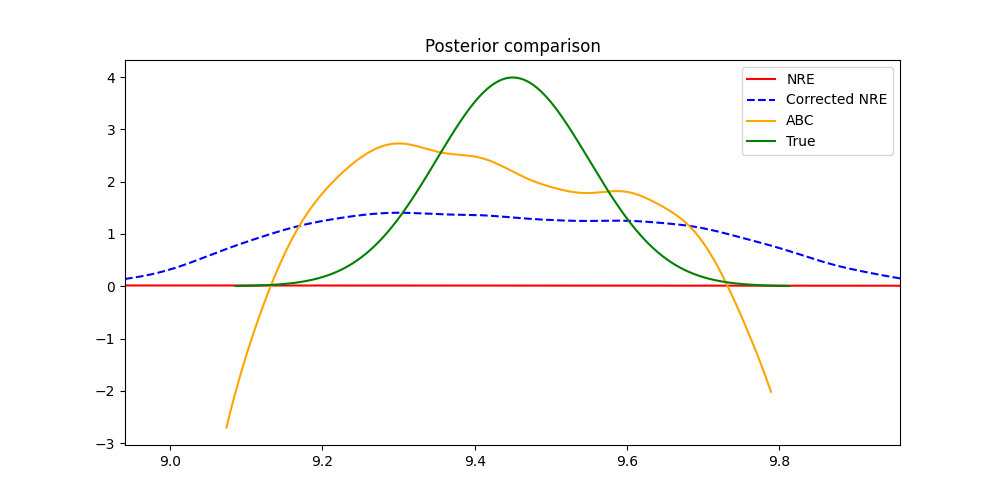 Posterior comparison
NRE
Corrected NRE
ABC
True
4
3
2
1
0
−1
−2
−3
9.0 9.2 9.4 9.6 9.8